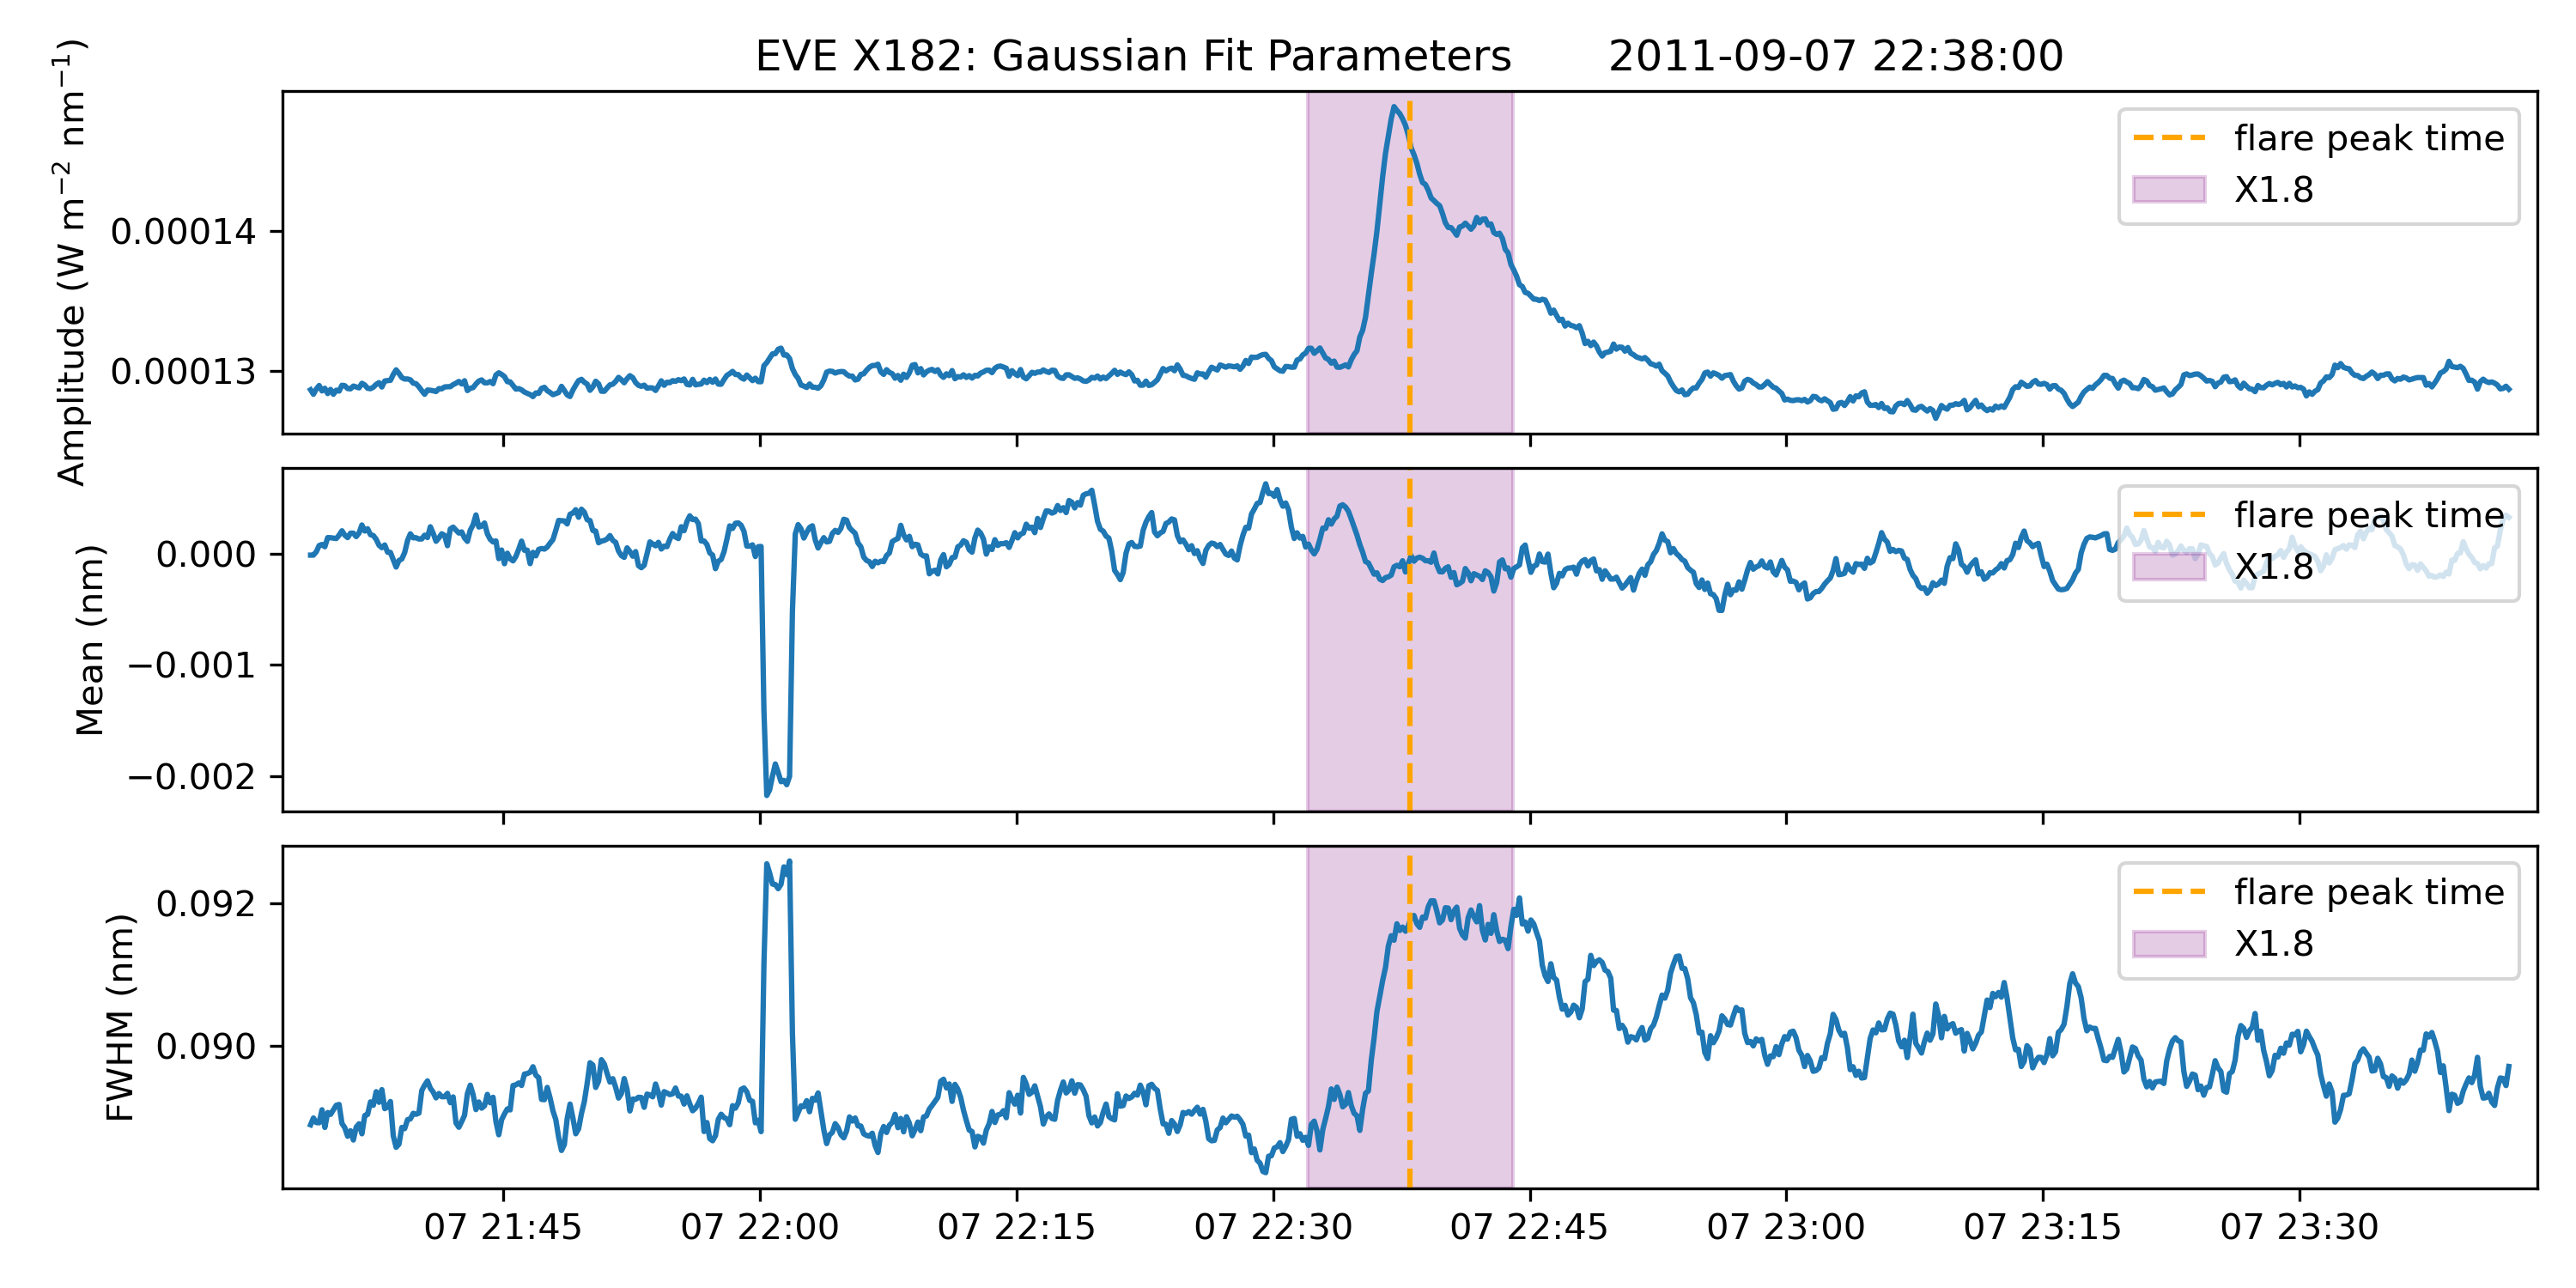 EVE X182: Gaussian Fit Parameters 2011-09-07 22:38:00
Amplitude (W m⁻² nm⁻¹)
0.00014
0.00013
flare peak time
X1.8
Mean (nm)
0.000
−0.001
−0.002
flare peak time
X1.8
FWHM (nm)
0.092
0.090
flare peak time
X1.8
07 21:45 07 22:00 07 22:15 07 22:30 07 22:45 07 23:00 07 23:15 07 23:30